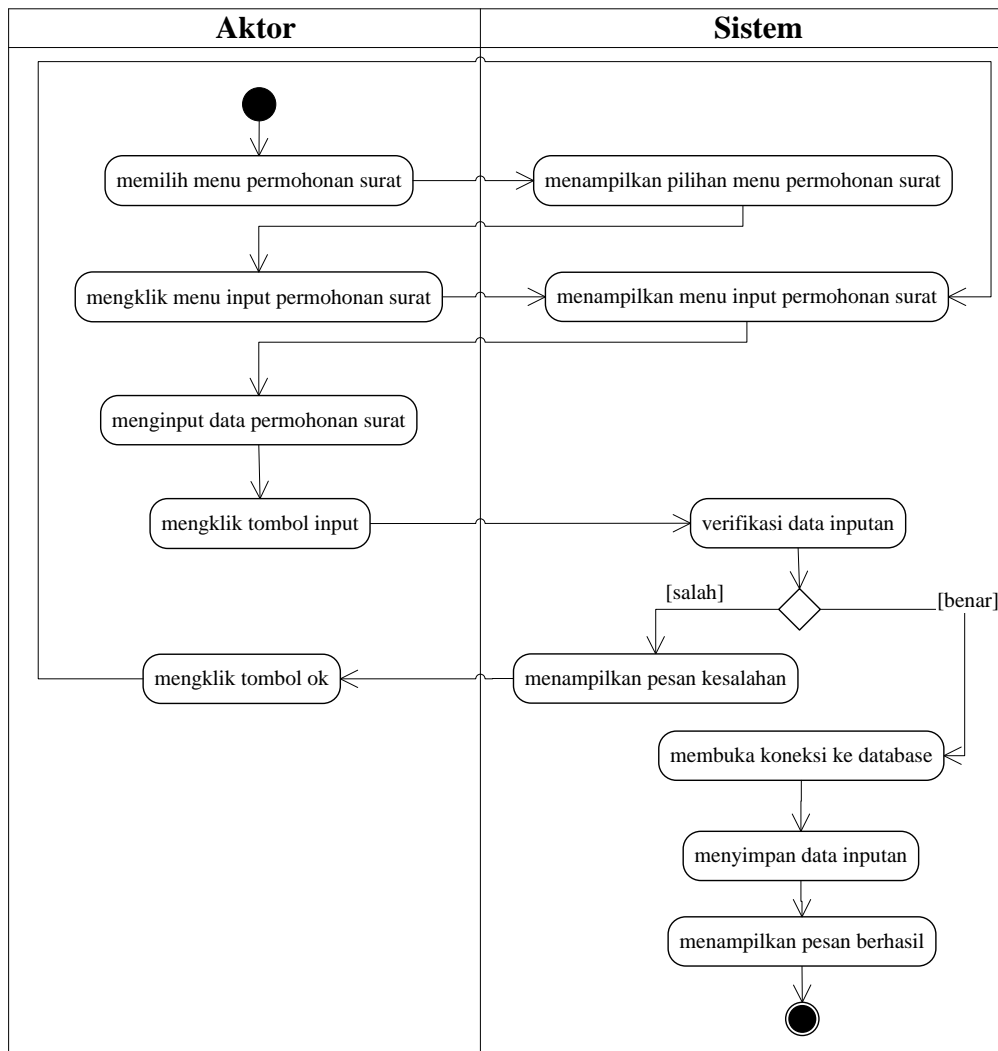 Aktor
Sistem
memilih menu permohonan surat
menampilkan pilihan menu permohonan surat
mengklik menu input permohonan surat
menampilkan menu input permohonan surat
menginput data permohonan surat
mengklik tombol input
verifikasi data inputan
[salah]
[benar]
mengklik tombol ok
menampilkan pesan kesalahan
membuka koneksi ke database
menyimpan data inputan
menampilkan pesan berhasil